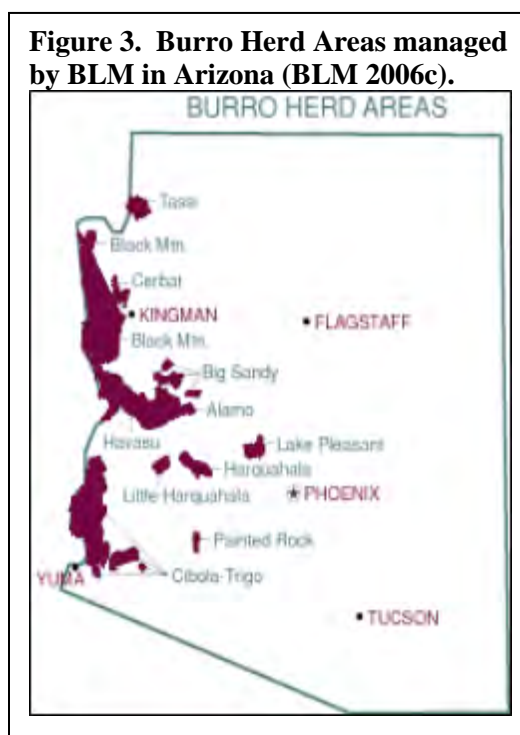 Figure 3. Burro Herd Areas managed
by BLM in Arizona (BLM 2006c).
BURRO HERD AREAS
Tassi
Black Mtn.
Cerbat
KINGMAN
FLAGSTAFF
Black Mtn.
Big Sandy
Alamo
Havasu
Lake Pleasant
Harquahala
Little Harquahala
PHOENIX
Painted Rock
YUMA
Cibola-Trigo
TUCSON